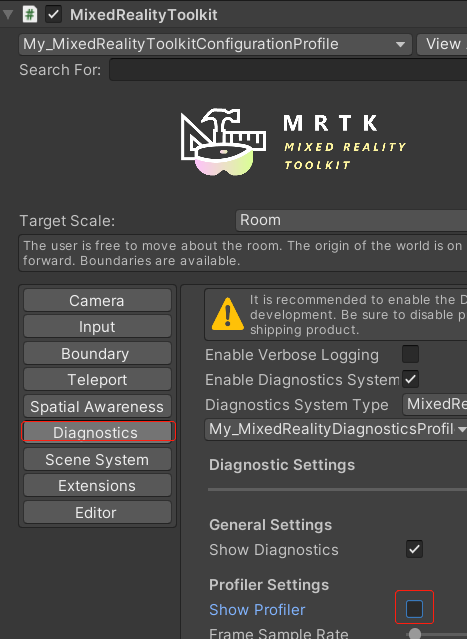 MixedRealityToolkit
My_MixedRealityToolkitConfigurationProfile
View
Search For:
MRTK
MIXED REALITY
TOOLKIT
Target Scale:
Room
The user is free to move about the room. The origin of the world is on
forward. Boundaries are available.
Camera
Input
Boundary
Teleport
Spatial Awareness
Diagnostics
Scene System
Extensions
Editor
It is recommended to enable the D
development. Be sure to disable p
shipping product.
Enable Verbose Logging
Enable Diagnostics System
Diagnostics System Type
MixedRe
My_MixedRealityDiagnosticsProfil
Diagnostic Settings
General Settings
Show Diagnostics
Profiler Settings
Show Profiler
Frame Sample Rate